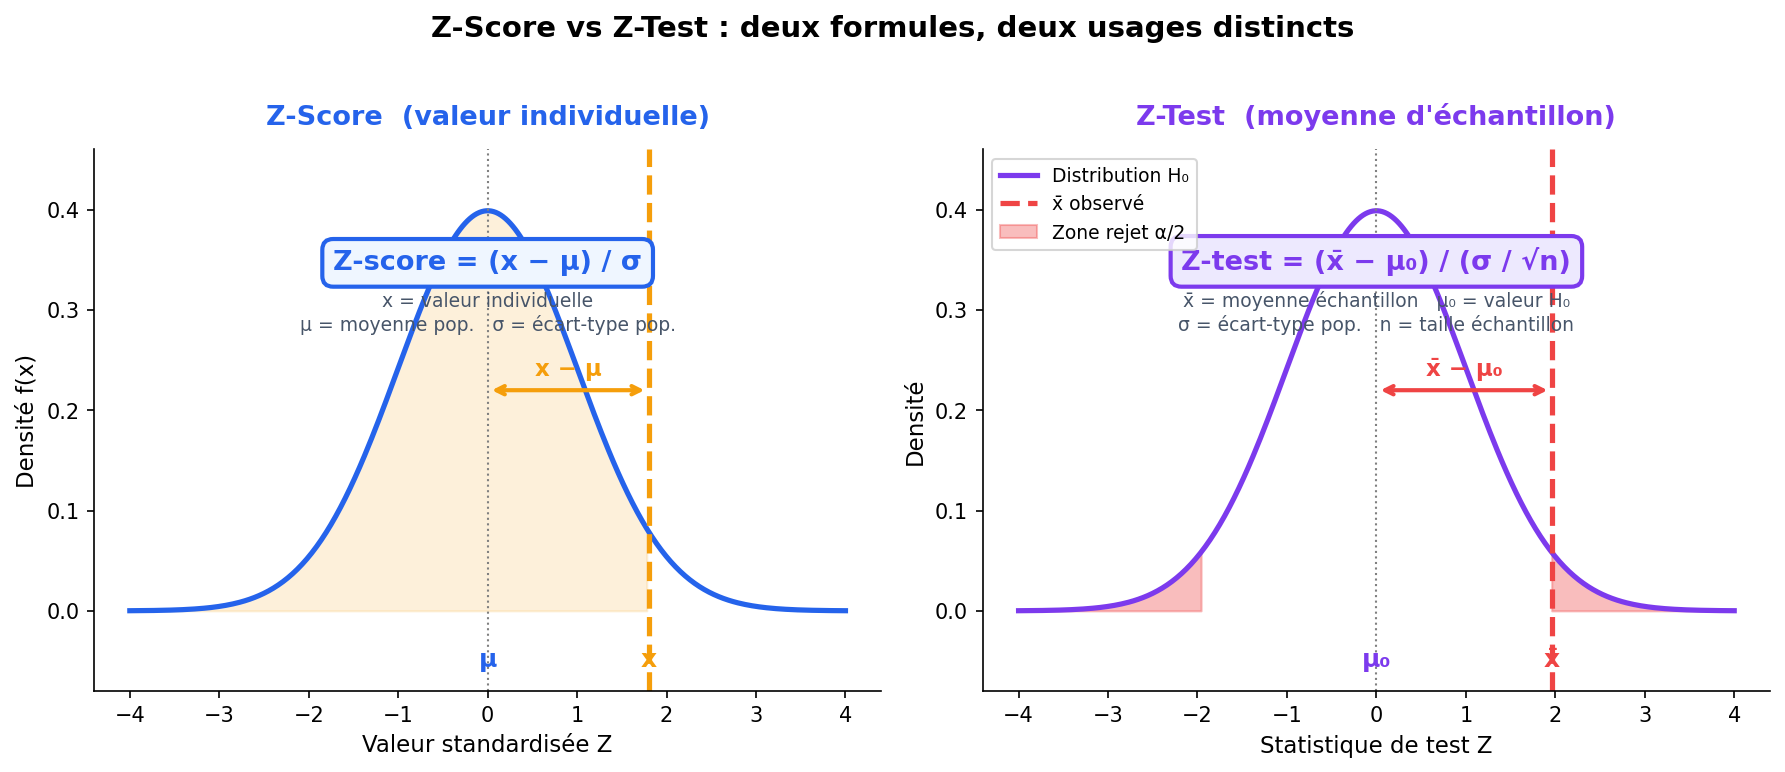 Z-Score vs Z-Test : deux formules, deux usages distincts
Z-Score (valeur individuelle)
Z-score = (x − μ) / σ
x = valeur individuelle
μ = moyenne pop. σ = écart-type pop.
x − μ
Densité f(x)
0.4
0.3
0.2
0.1
0.0
μ
x
−4 −3 −2 −1 0 1 2 3 4
Valeur standardisée Z
Z-Test (moyenne d'échantillon)
Distribution H₀
x̄ observé
Zone rejet α/2
Z-test = (x̄ − μ₀) / (σ / √n)
x̄ = moyenne échantillon μ₀ = valeur H₀
σ = écart-type pop. n = taille échantillon
x̄ − μ₀
Densité
0.4
0.3
0.2
0.1
0.0
μ₀
x̄
−4 −3 −2 −1 0 1 2 3 4
Statistique de test Z